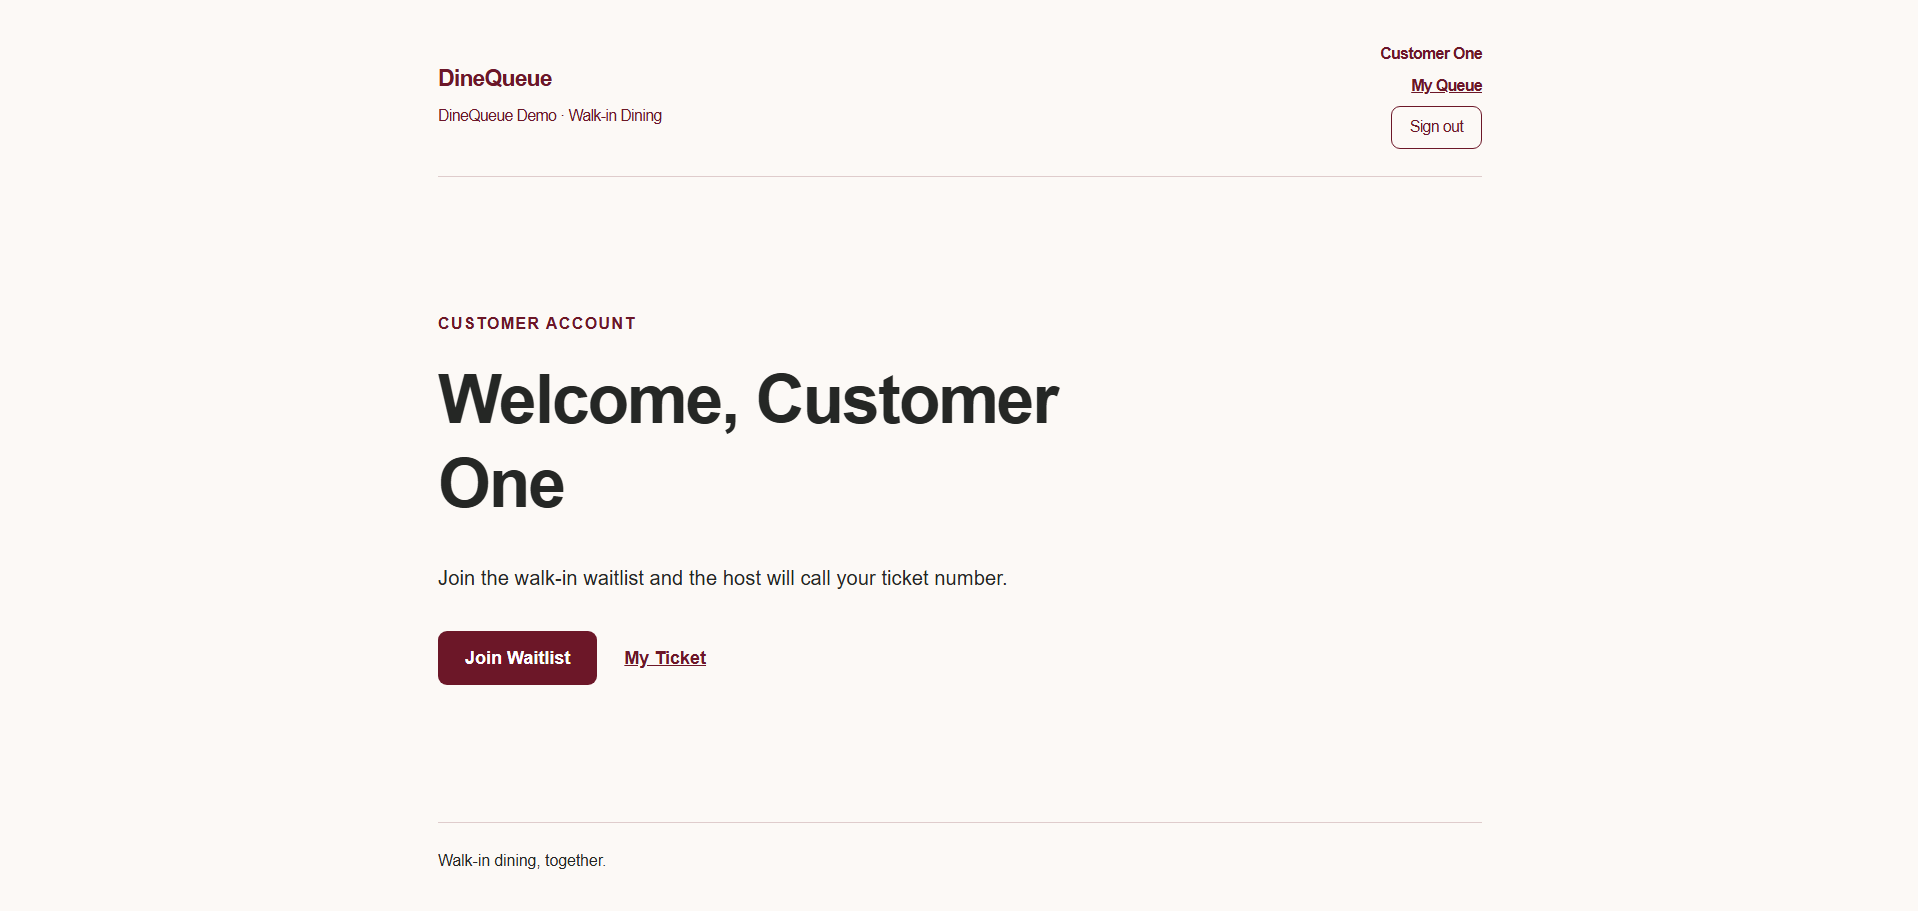 DineQueue
DineQueue Demo · Walk-in Dining
Customer One
My Queue
Sign out
CUSTOMER ACCOUNT
Welcome, Customer
One
Join the walk-in waitlist and the host will call your ticket number.
Join Waitlist
My Ticket
Walk-in dining, together.